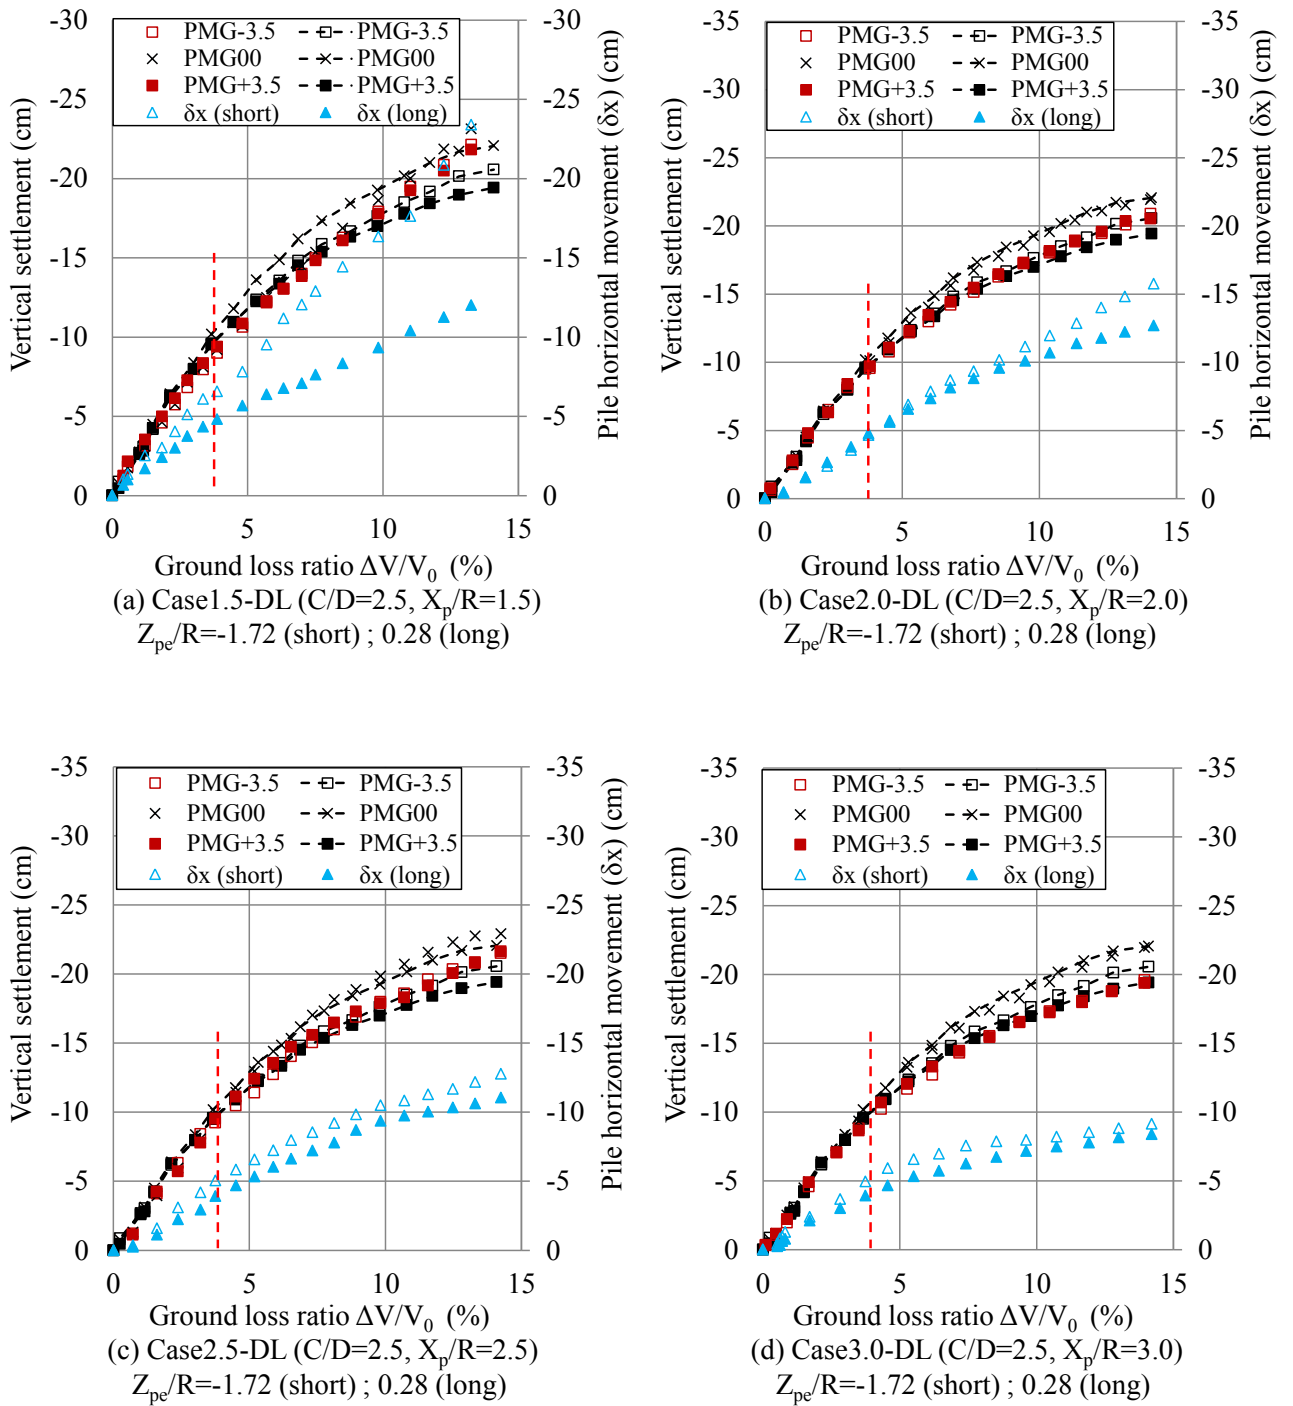 Vertical settlement (cm)
-30
-25
-20
-15
-10
-5
0
PMG-3.5
PMG-3.5
PMG00
PMG00
PMG+3.5
PMG+3.5
δx (short)
δx (long)
-30
-25
-20
-15
-10
-5
0
Pile horizontal movement (δx) (cm)
0
5
10
15
Ground loss ratio ΔV/V₀ (%)
(a) Case1.5-DL (C/D=2.5, Xₚ/R=1.5)
Zₚₑ/R=-1.72 (short) ; 0.28 (long)
Vertical settlement (cm)
-35
-30
-25
-20
-15
-10
-5
0
PMG-3.5
PMG-3.5
PMG00
PMG00
PMG+3.5
PMG+3.5
δx (short)
δx (long)
-35
-30
-25
-20
-15
-10
-5
0
Pile horizontal movement (δx) (cm)
0
5
10
15
Ground loss ratio ΔV/V₀ (%)
(b) Case2.0-DL (C/D=2.5, Xₚ/R=2.0)
Zₚₑ/R=-1.72 (short) ; 0.28 (long)
Vertical settlement (cm)
-35
-30
-25
-20
-15
-10
-5
0
PMG-3.5
PMG-3.5
PMG00
PMG00
PMG+3.5
PMG+3.5
δx (short)
δx (long)
-35
-30
-25
-20
-15
-10
-5
0
Pile horizontal movement (δx) (cm)
0
5
10
15
Ground loss ratio ΔV/V₀ (%)
(c) Case2.5-DL (C/D=2.5, Xₚ/R=2.5)
Zₚₑ/R=-1.72 (short) ; 0.28 (long)
Vertical settlement (cm)
-35
-30
-25
-20
-15
-10
-5
0
PMG-3.5
PMG-3.5
PMG00
PMG00
PMG+3.5
PMG+3.5
δx (short)
δx (long)
-35
-30
-25
-20
-15
-10
-5
0
Pile horizontal movement (δx) (cm)
0
5
10
15
Ground loss ratio ΔV/V₀ (%)
(d) Case3.0-DL (C/D=2.5, Xₚ/R=3.0)
Zₚₑ/R=-1.72 (short) ; 0.28 (long)